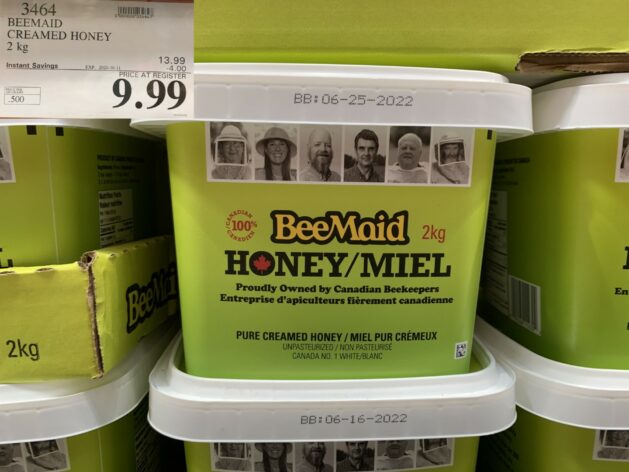 3464
BEEMAID
CREAMED HONEY
2 kg
13.99
Instant Savings
-4.00
PRICE AT REGISTER
.500
9.99
BB:06-25-2022
CANADIAN
100%
CANADIEN
BeeMaid 2kg
HONEY/MIEL
Proudly Owned by Canadian Beekeepers
Entreprise d'apiculteurs fièrement canadienne
PURE CREAMED HONEY / MIEL PUR CRÉMEUX
UNPASTEURIZED / NON PASTEURISÉ
CANADA NO. 1 WHITE/BLANC
BeeMaid
2kg
BB:06-16-2022